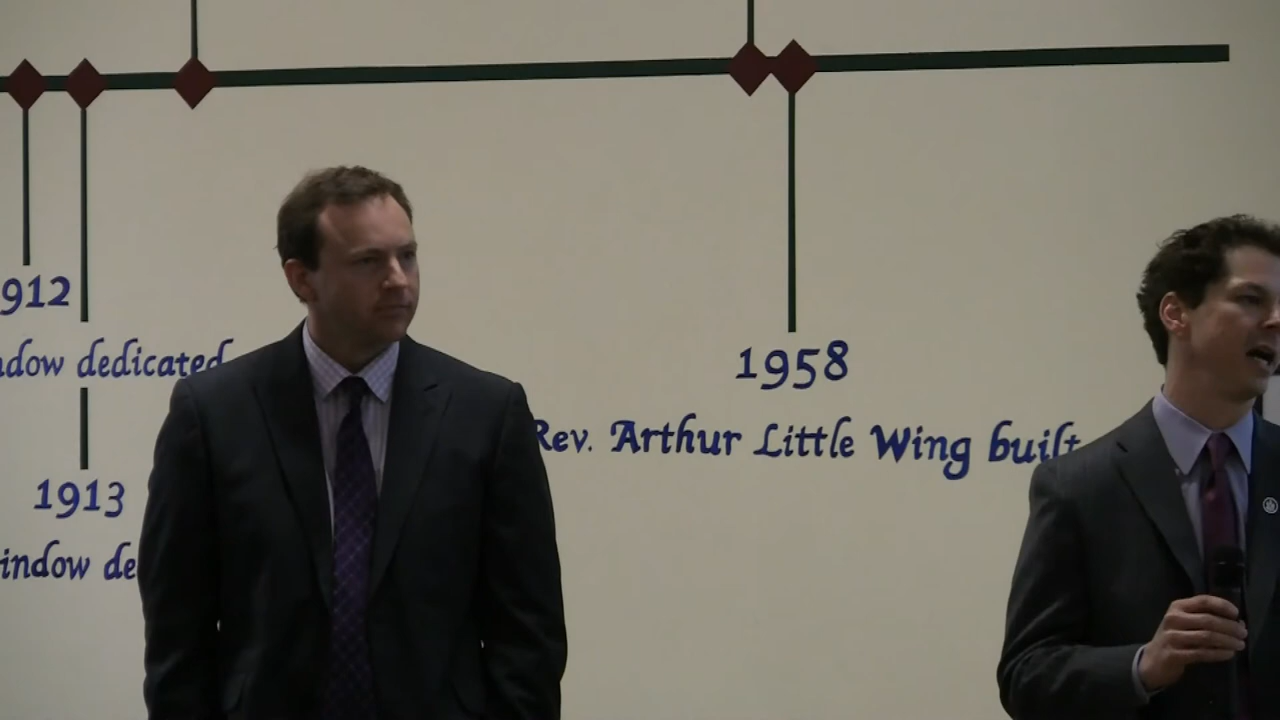 912
ndow dedicated
1913
indow de
1958
Rev. Arthur Little Wing built